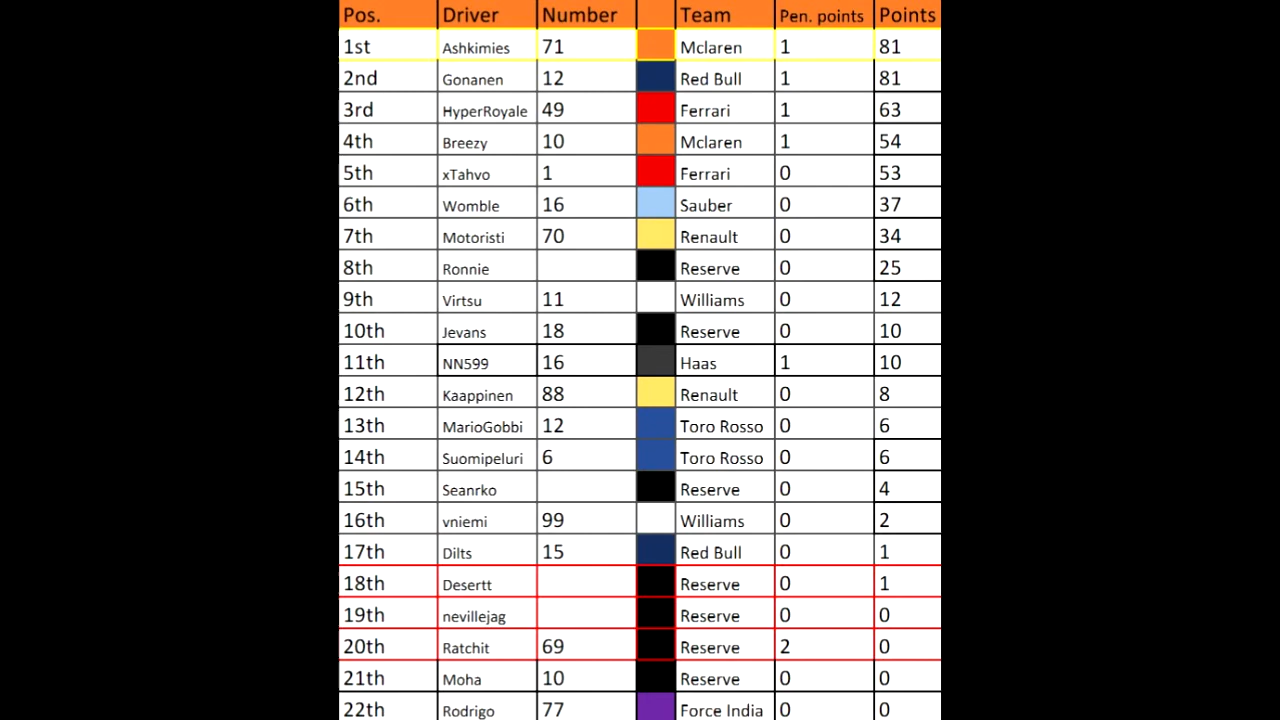 Pos. Driver Number Team Pen. points Points
1st Ashkimies 71 Mclaren 1 81
2nd Gonanen 12 Red Bull 1 81
3rd HyperRoyale 49 Ferrari 1 63
4th Breezy 10 Mclaren 1 54
5th xTahvo 1 Ferrari 0 53
6th Womble 16 Sauber 0 37
7th Motoristi 70 Renault 0 34
8th Ronnie Reserve 0 25
9th Virtsu 11 Williams 0 12
10th Jevans 18 Reserve 0 10
11th NN599 16 Haas 1 10
12th Kaappinen 88 Renault 0 8
13th MarioGobbi 12 Toro Rosso 0 6
14th Suomipeluri 6 Toro Rosso 0 6
15th Seanrko Reserve 0 4
16th vniemi 99 Williams 0 2
17th Dilts 15 Red Bull 0 1
18th Desertt Reserve 0 1
19th nevillejag Reserve 0 0
20th Ratchit 69 Reserve 2 0
21th Moha 10 Reserve 0 0
22th Rodrigo 77 Force India 0 0